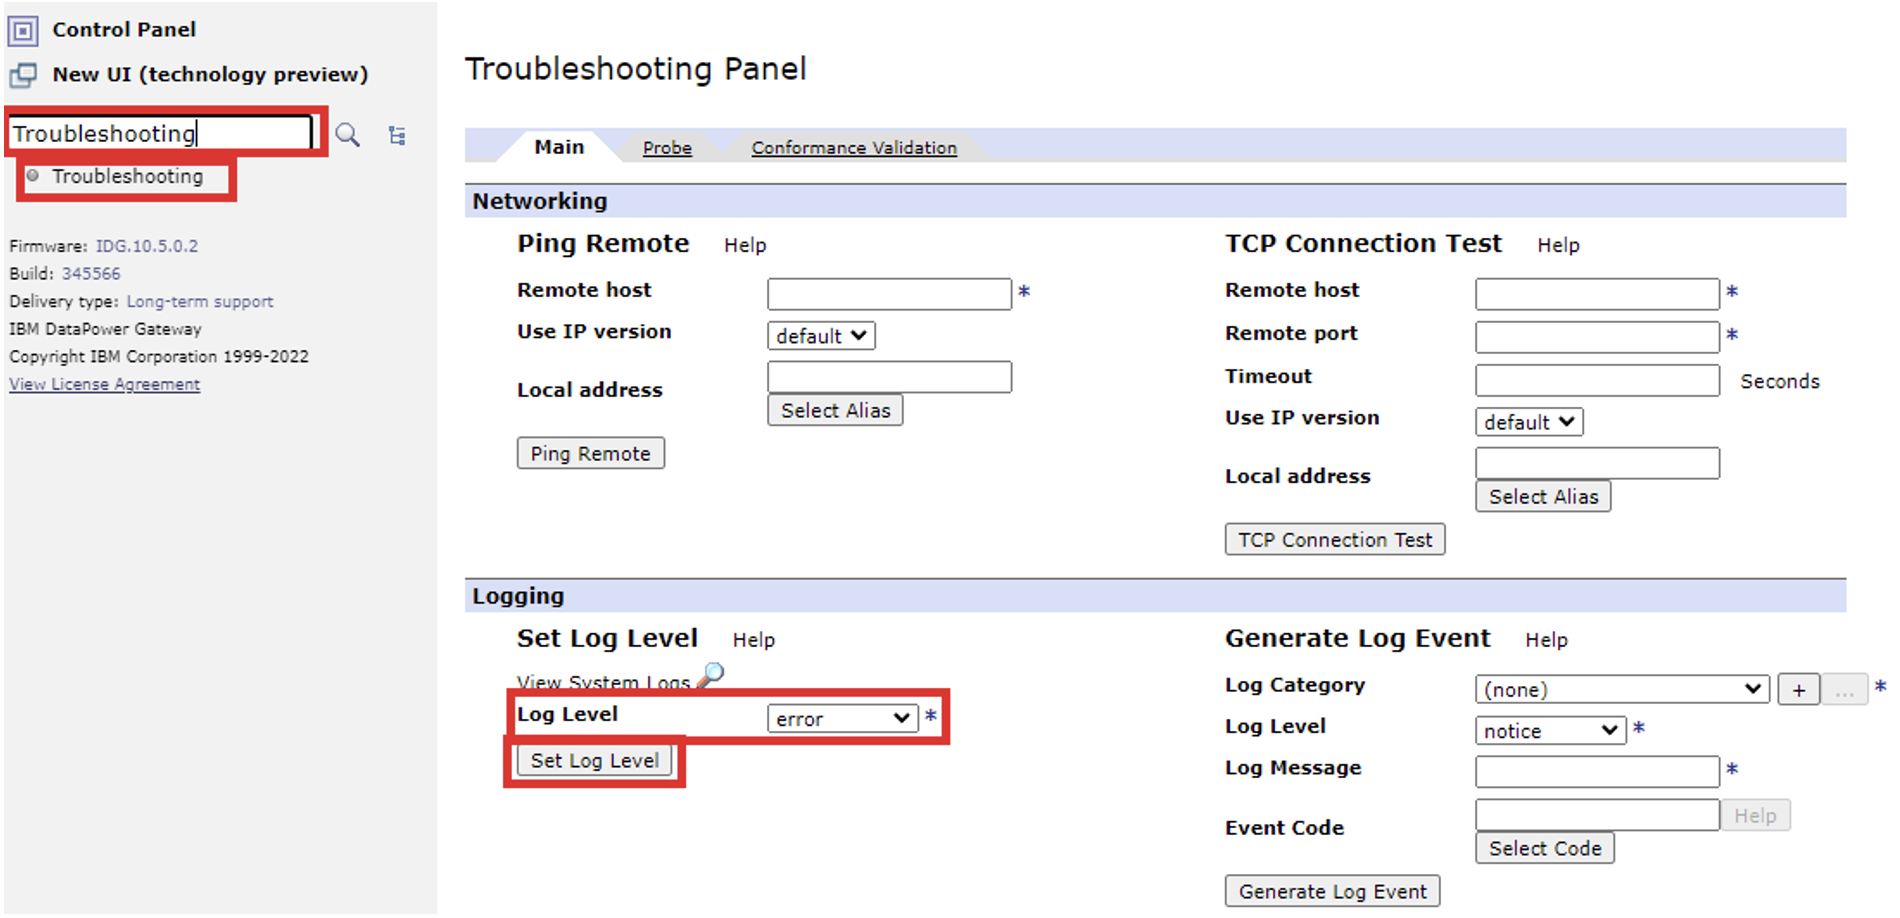 Control Panel
New UI (technology preview)
Troubleshooting
Troubleshooting
Firmware: IDG.10.5.0.2
Build: 345566
Delivery type: Long-term support
IBM DataPower Gateway
Copyright IBM Corporation 1999-2022
View License Agreement
Troubleshooting Panel
Main Probe Conformance Validation
Networking
Ping Remote Help
Remote host *
Use IP version default
Local address
Select Alias
Ping Remote
TCP Connection Test Help
Remote host *
Remote port *
Timeout Seconds
Use IP version default
Local address
Select Alias
TCP Connection Test
Logging
Set Log Level Help
View System Logs
Log Level error *
Set Log Level
Generate Log Event Help
Log Category (none) + ... *
Log Level notice *
Log Message *
Event Code Help
Select Code
Generate Log Event